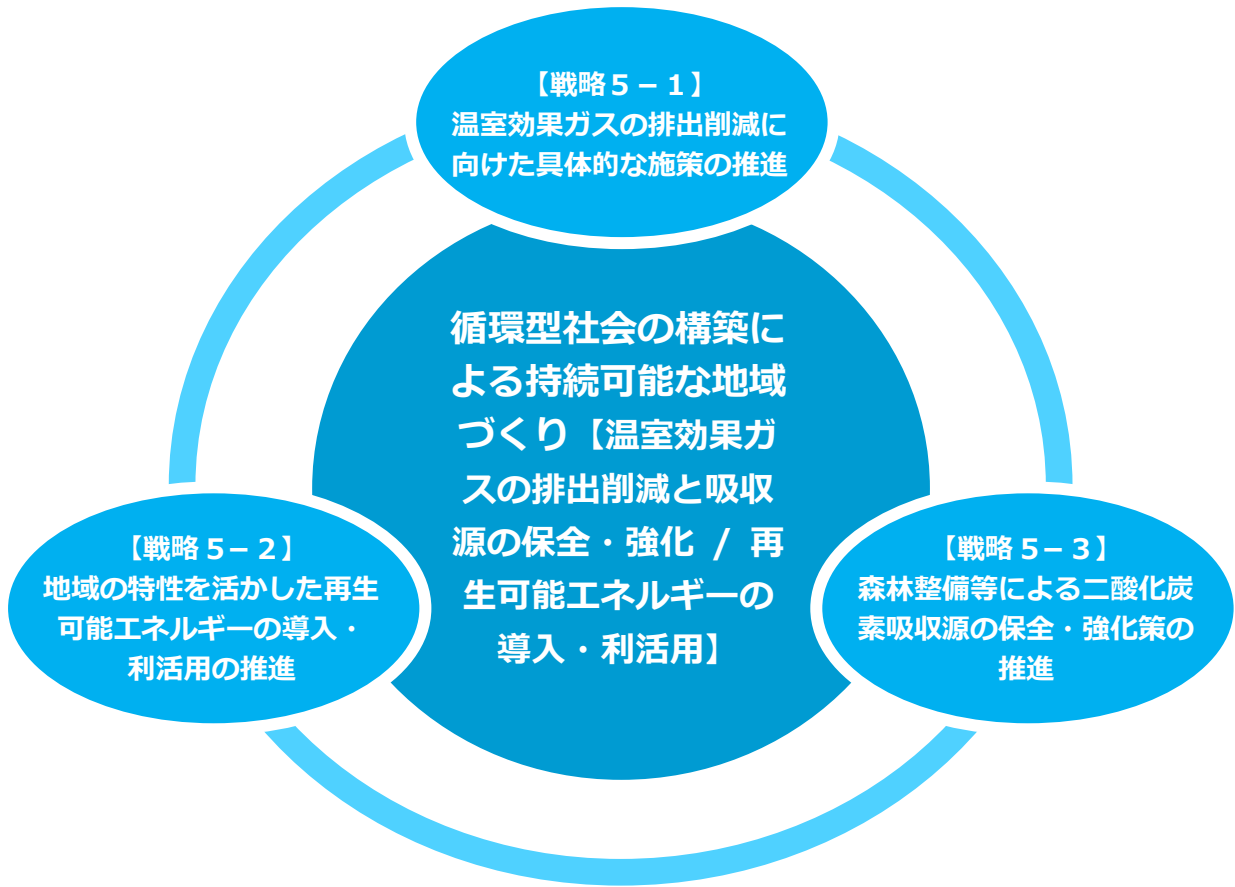 【戦略５－１】
温室効果ガスの排出削減に
向けた具体的な施策の推進
循環型社会の構築に
よる持続可能な地域
づくり【温室効果ガ
スの排出削減と吸収
源の保全・強化 / 再
生可能エネルギーの
導入・利活用】
【戦略５－２】
地域の特性を活かした再生
可能エネルギーの導入・
利活用の推進
【戦略５－３】
森林整備等による二酸化炭
素吸収源の保全・強化策の
推進